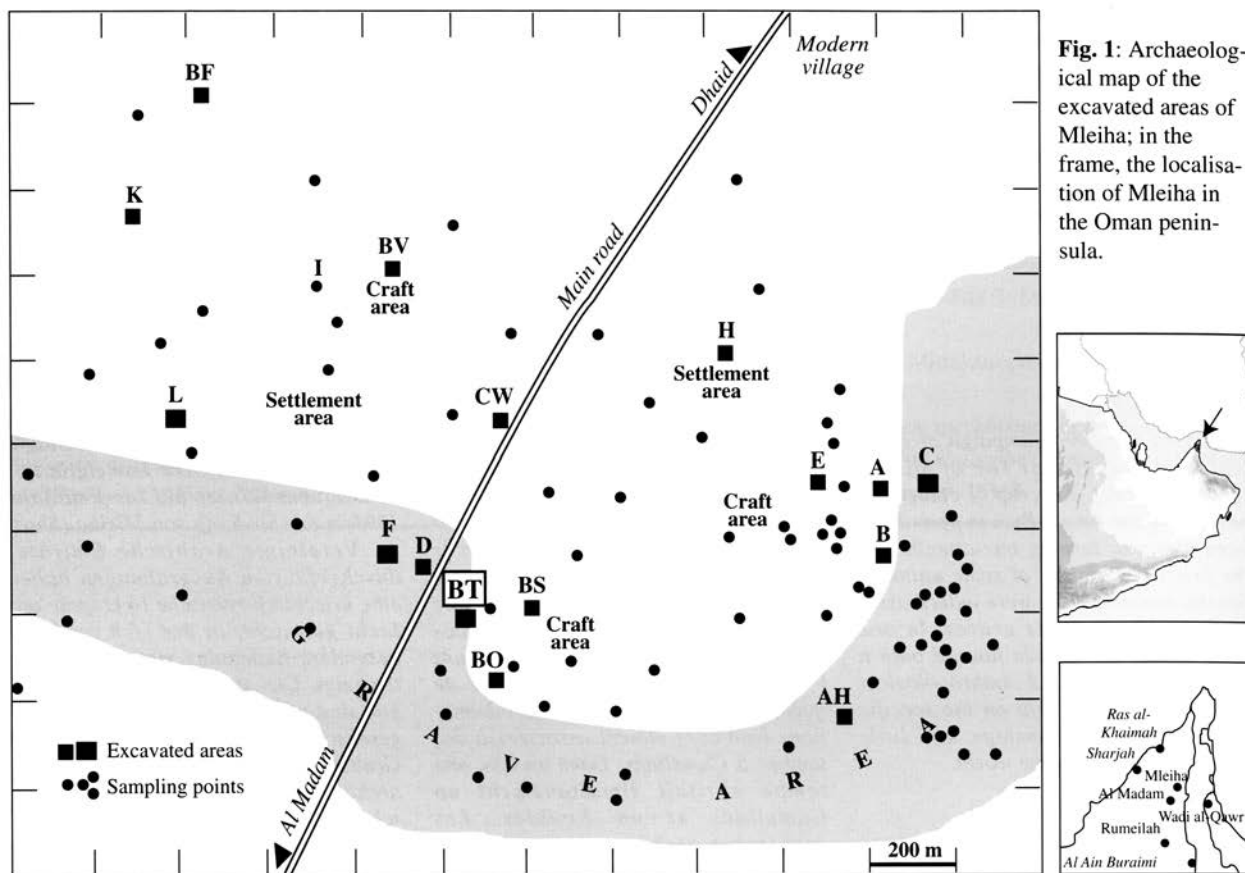 BF
Dhaid
Modern
village
K
I
BV
Craft
area
Main road
H
Settlement
area
L
Settlement
area
CW
E
A
C
Craft
area
B
F
D
BT
BS
Craft
area
BO
AH
GRAVE AREA
Al Madam
Excavated areas
Sampling points
200 m
Fig. 1: Archaeolog-
ical map of the
excavated areas of
Mleiha; in the
frame, the localisa-
tion of Mleiha in
the Oman penin-
sula.
Ras al-
Khaimah
Sharjah
Mleiha
Al Madam
Wadi al-Qawr
Rumeilah
Al Ain Buraimi